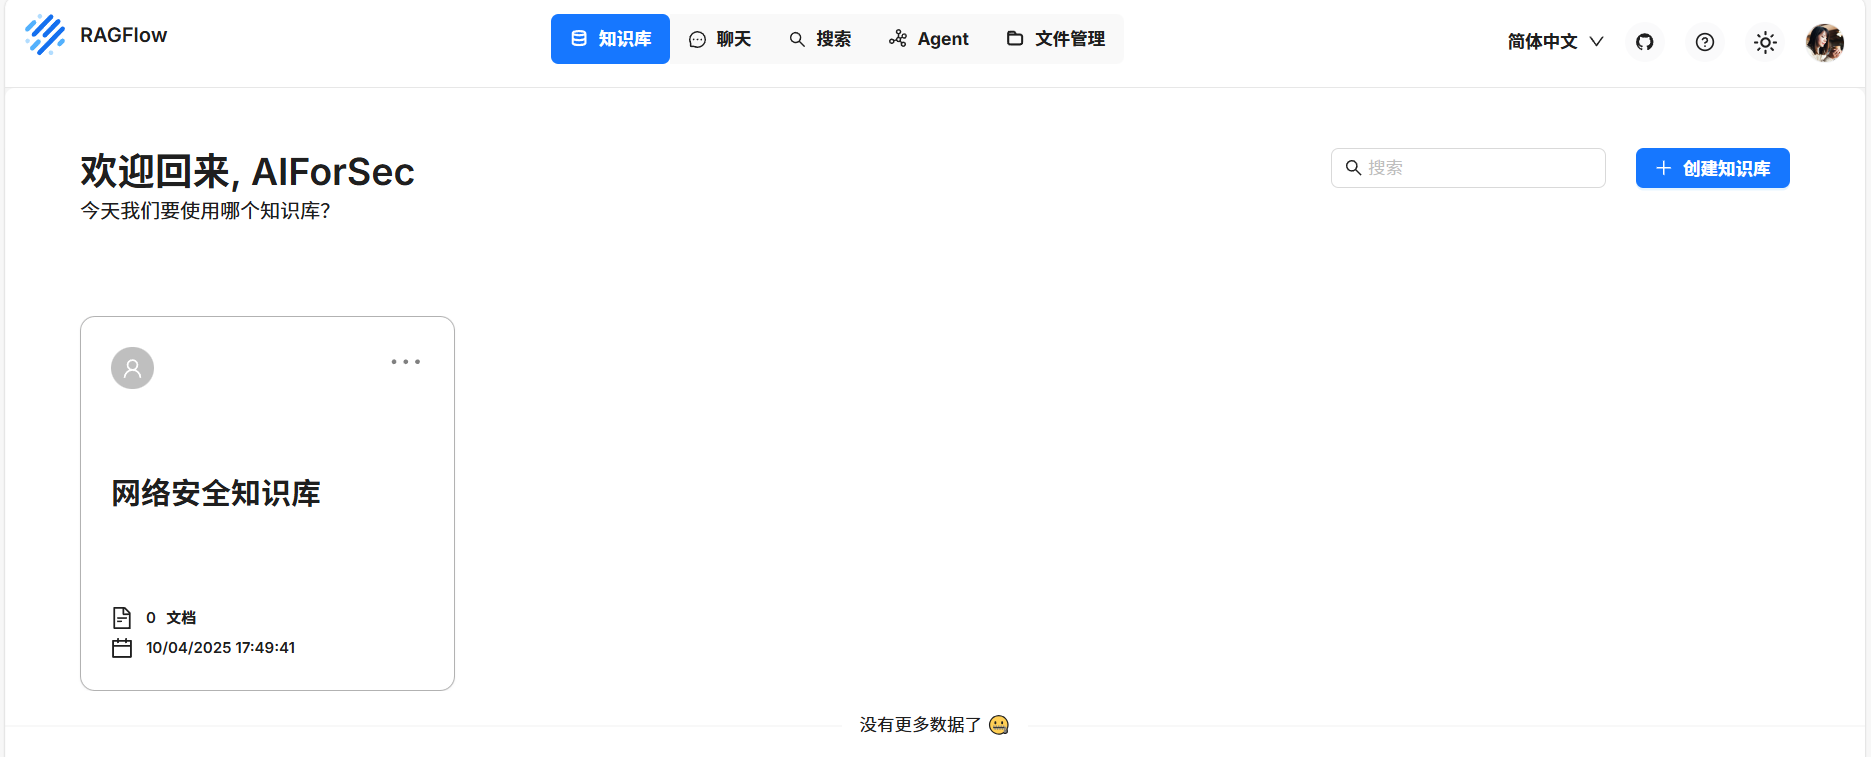 RAGFlow
知识库 聊天 搜索 Agent 文件管理
简体中文
欢迎回来, AIForSec
今天我们要使用哪个知识库？
搜索
创建知识库
网络安全知识库
0 文档
10/04/2025 17:49:41
没有更多数据了 🤐